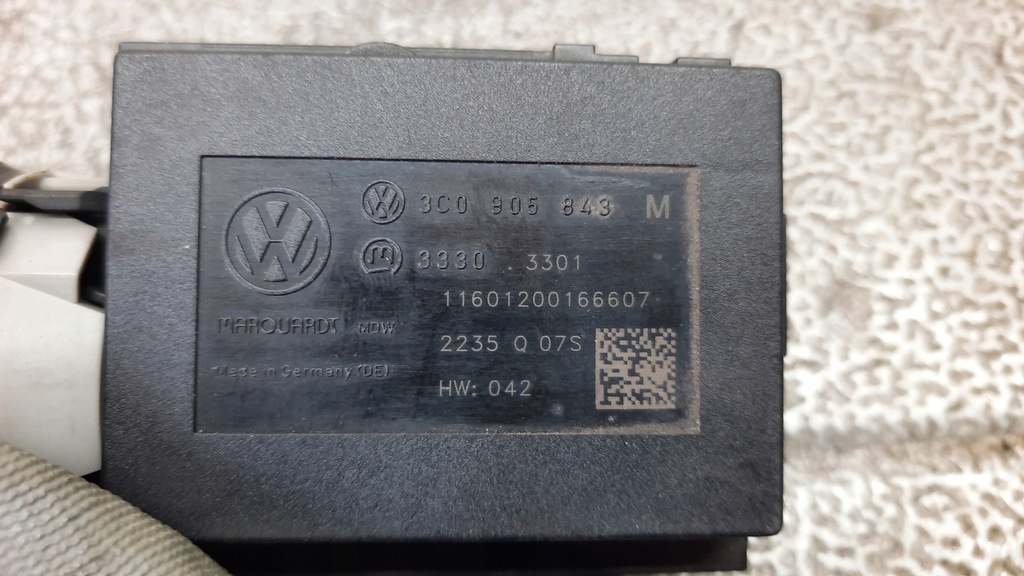 3C0 905 843 M
3330 . 3301
11601200166607
MARQUARDT MDW
2235 Q 07S
Made in Germany (DE)
HW: 042